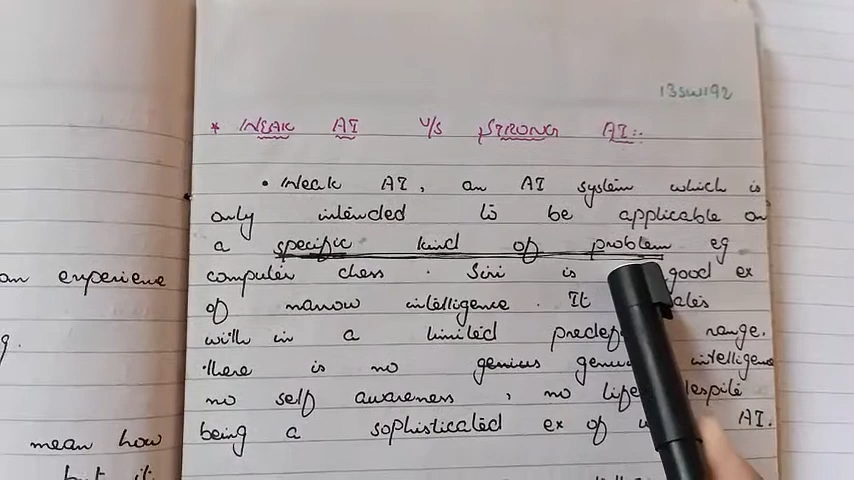 13SW192
* WEAK AI V/S STRONG AI:.
• Weak AI, an AI system which is
only intended to be applicable on
a specific kind of problem eg
computer chess. Siri is good ex
of narrow intelligence. It
with in a limited range.
there is no genius intelligence
no self awareness, no life despite
being a sophisticated ex of AI.
an experience
mean how
but it